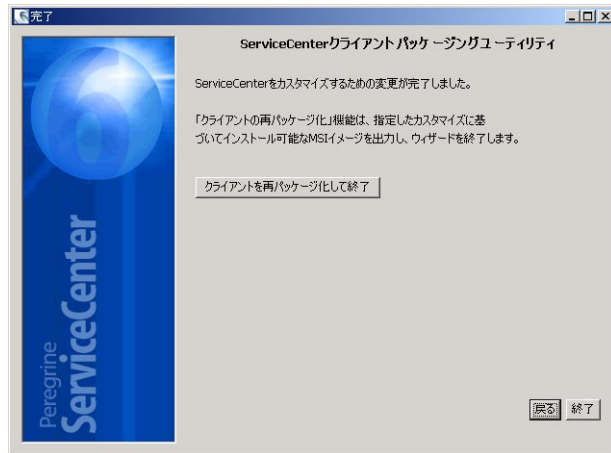 完了
ServiceCenterクライアント パッケージングユーティリティ
ServiceCenterをカスタマイズするための変更が完了しました。
「クライアントの再パッケージ化」機能は、指定したカスタマイズに基
づいてインストール可能なMSIイメージを出力し、ウィザードを終了します。
クライアントを再パッケージ化して終了
6
Peregrine
ServiceCenter
戻る 終了